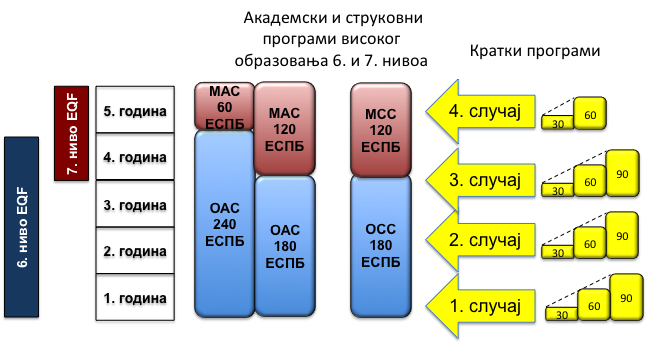 Академски и струковни
програми високог
образовања 6. и 7. нивоа
Кратки програми
7. ниво EQF
6. ниво EQF
5. година
4. година
3. година
2. година
1. година
МАС
60
ЕСПБ
ОАС
240
ЕСПБ
МАС
120
ЕСПБ
ОАС
180
ЕСПБ
МСС
120
ЕСПБ
ОСС
180
ЕСПБ
4. случај
30
60
3. случај
30
60
90
2. случај
30
60
90
1. случај
30
60
90